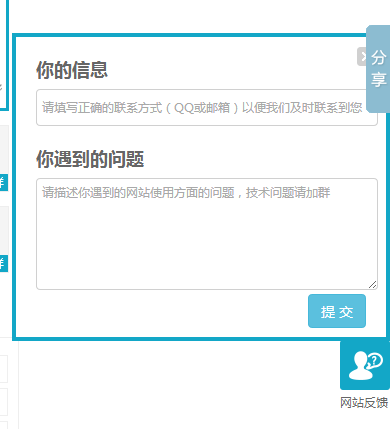 分享
你的信息
请填写正确的联系方式（QQ或邮箱）以便我们及时联系到您
你遇到的问题
请描述你遇到的网站使用方面的问题，技术问题请加群
提 交
网站反馈